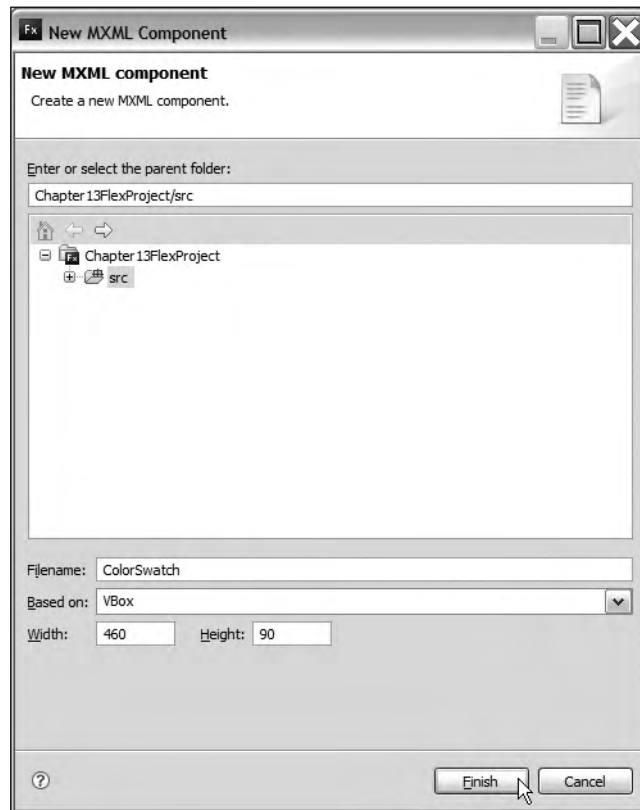 Fx New MXML Component
New MXML component
Create a new MXML component.
Enter or select the parent folder:
Chapter13FlexProject/src
Fx Chapter13FlexProject
src
Filename: ColorSwatch
Based on: VBox
Width: 460 Height: 90
? Finish Cancel